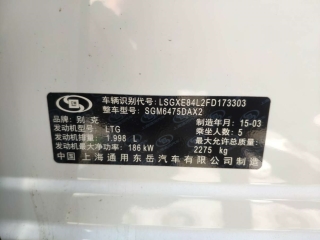 车辆识别代号 LSGXE84L2FD173303
整车型号 SGM6475DAX2
品牌 别克 制造年月 15-03
发动机型号 LTG 乘坐人数 5
发动机排量 1.998 L 最大允许总质量
发动机最大净功率 186 kW 2275 kg
中国 上海通用东岳汽车有限公司